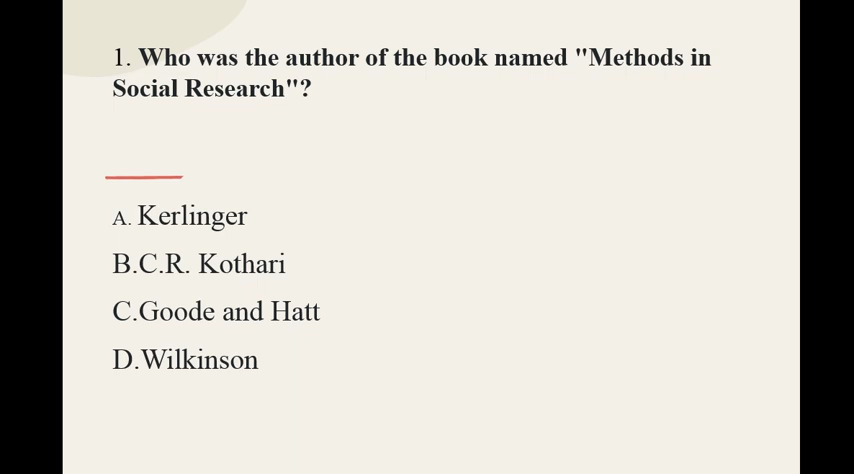 1. Who was the author of the book named "Methods in
Social Research"?
A. Kerlinger
B.C.R. Kothari
C.Goode and Hatt
D.Wilkinson